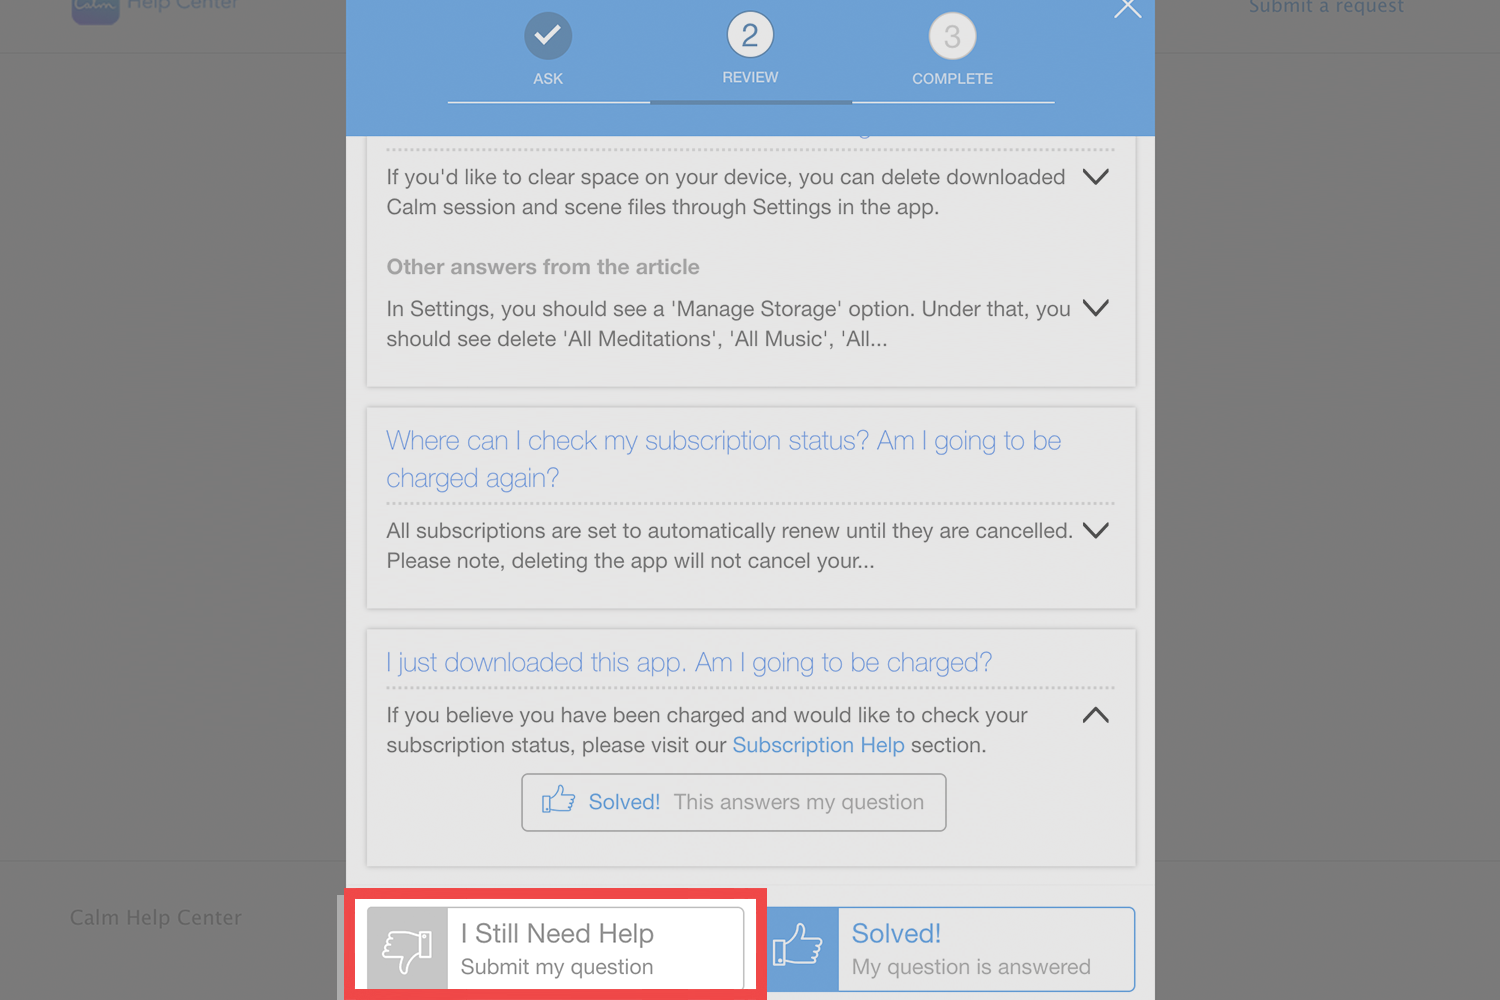 Calm Help Center
Submit a request
2
3
ASK
REVIEW
COMPLETE
If you'd like to clear space on your device, you can delete downloaded
Calm session and scene files through Settings in the app.
Other answers from the article
In Settings, you should see a 'Manage Storage' option. Under that, you
should see delete 'All Meditations', 'All Music', 'All...
Where can I check my subscription status? Am I going to be
charged again?
All subscriptions are set to automatically renew until they are cancelled.
Please note, deleting the app will not cancel your...
I just downloaded this app. Am I going to be charged?
If you believe you have been charged and would like to check your
subscription status, please visit our Subscription Help section.
Solved! This answers my question
Calm Help Center
I Still Need Help
Submit my question
Solved!
My question is answered